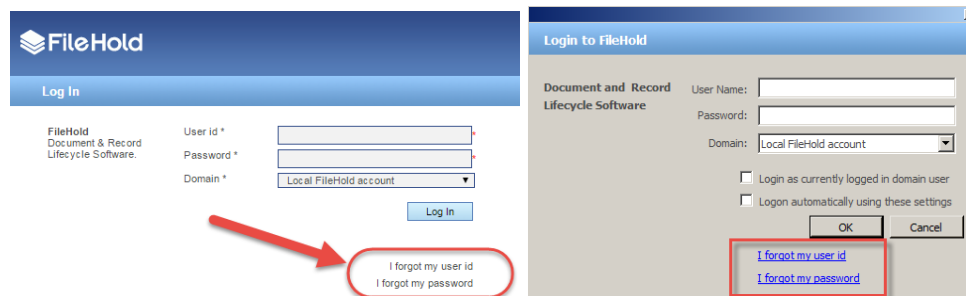 FileHold
Log In
FileHold
Document & Record
Lifecycle Software.
User id *
*
Password *
*
Domain *
Local FileHold account
Log In
I forgot my user id
I forgot my password
Login to FileHold
Document and Record
Lifecycle Software
User Name:
Password:
Domain:
Local FileHold account
Login as currently logged in domain user
Logon automatically using these settings
OK Cancel
I forgot my user id
I forgot my password